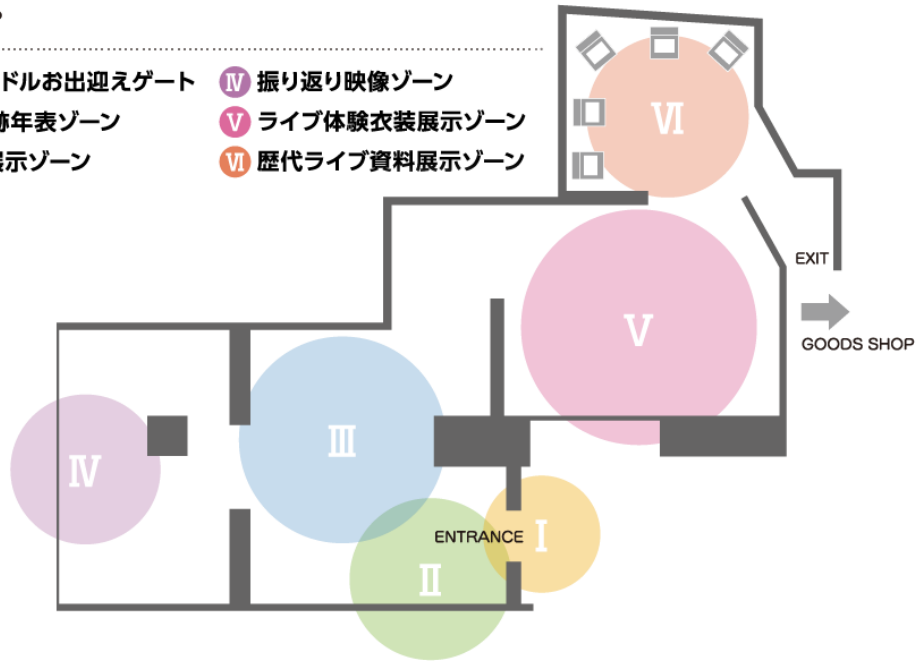 ドルお出迎えゲート
跡年表ゾーン
展示ゾーン
Ⅳ 振り返り映像ゾーン
Ⅴ ライブ体験衣装展示ゾーン
Ⅵ 歴代ライブ資料展示ゾーン
Ⅵ
EXIT
Ⅴ
GOODS SHOP
Ⅲ
Ⅳ
ENTRANCE
Ⅰ
Ⅱ